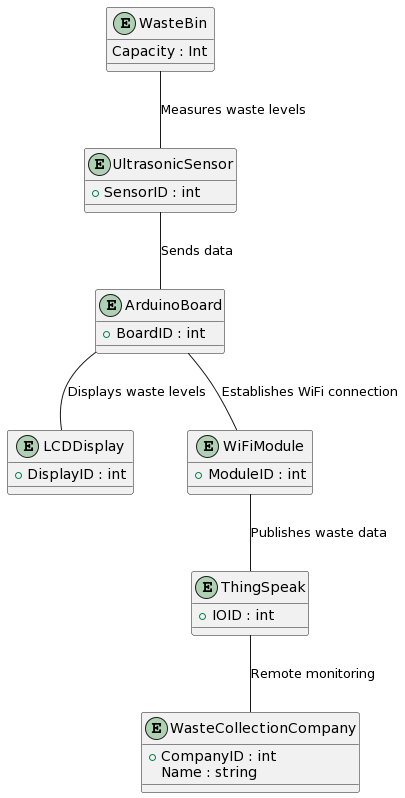 E WasteBin
Capacity : Int
Measures waste levels
E UltrasonicSensor
SensorID : int
Sends data
E ArduinoBoard
BoardID : int
Displays waste levels
Establishes WiFi connection
E LCDDisplay
DisplayID : int
E WiFiModule
ModuleID : int
Publishes waste data
E ThingSpeak
IOID : int
Remote monitoring
E WasteCollectionCompany
CompanyID : int
Name : string